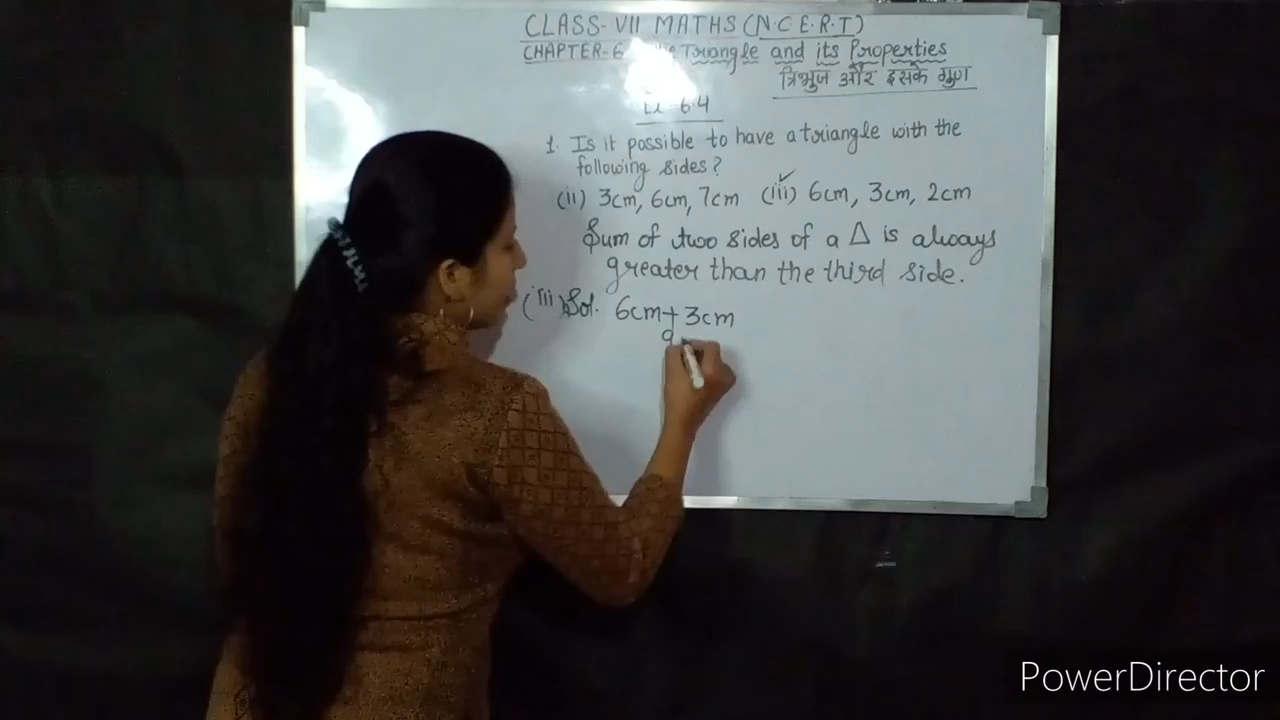 CLASS- VII MATHS (N.C.E.R.T)
CHAPTER-6 The Triangle and its Properties
त्रिभुज और इसके गुण
Ex 6.4
1. Is it possible to have a triangle with the
following sides?
(ii) 3cm, 6cm, 7cm (iii) 6cm, 3cm, 2cm
Sum of two sides of a Δ is always
greater than the third side.
(iii) Sol. 6cm + 3cm
9
PowerDirector